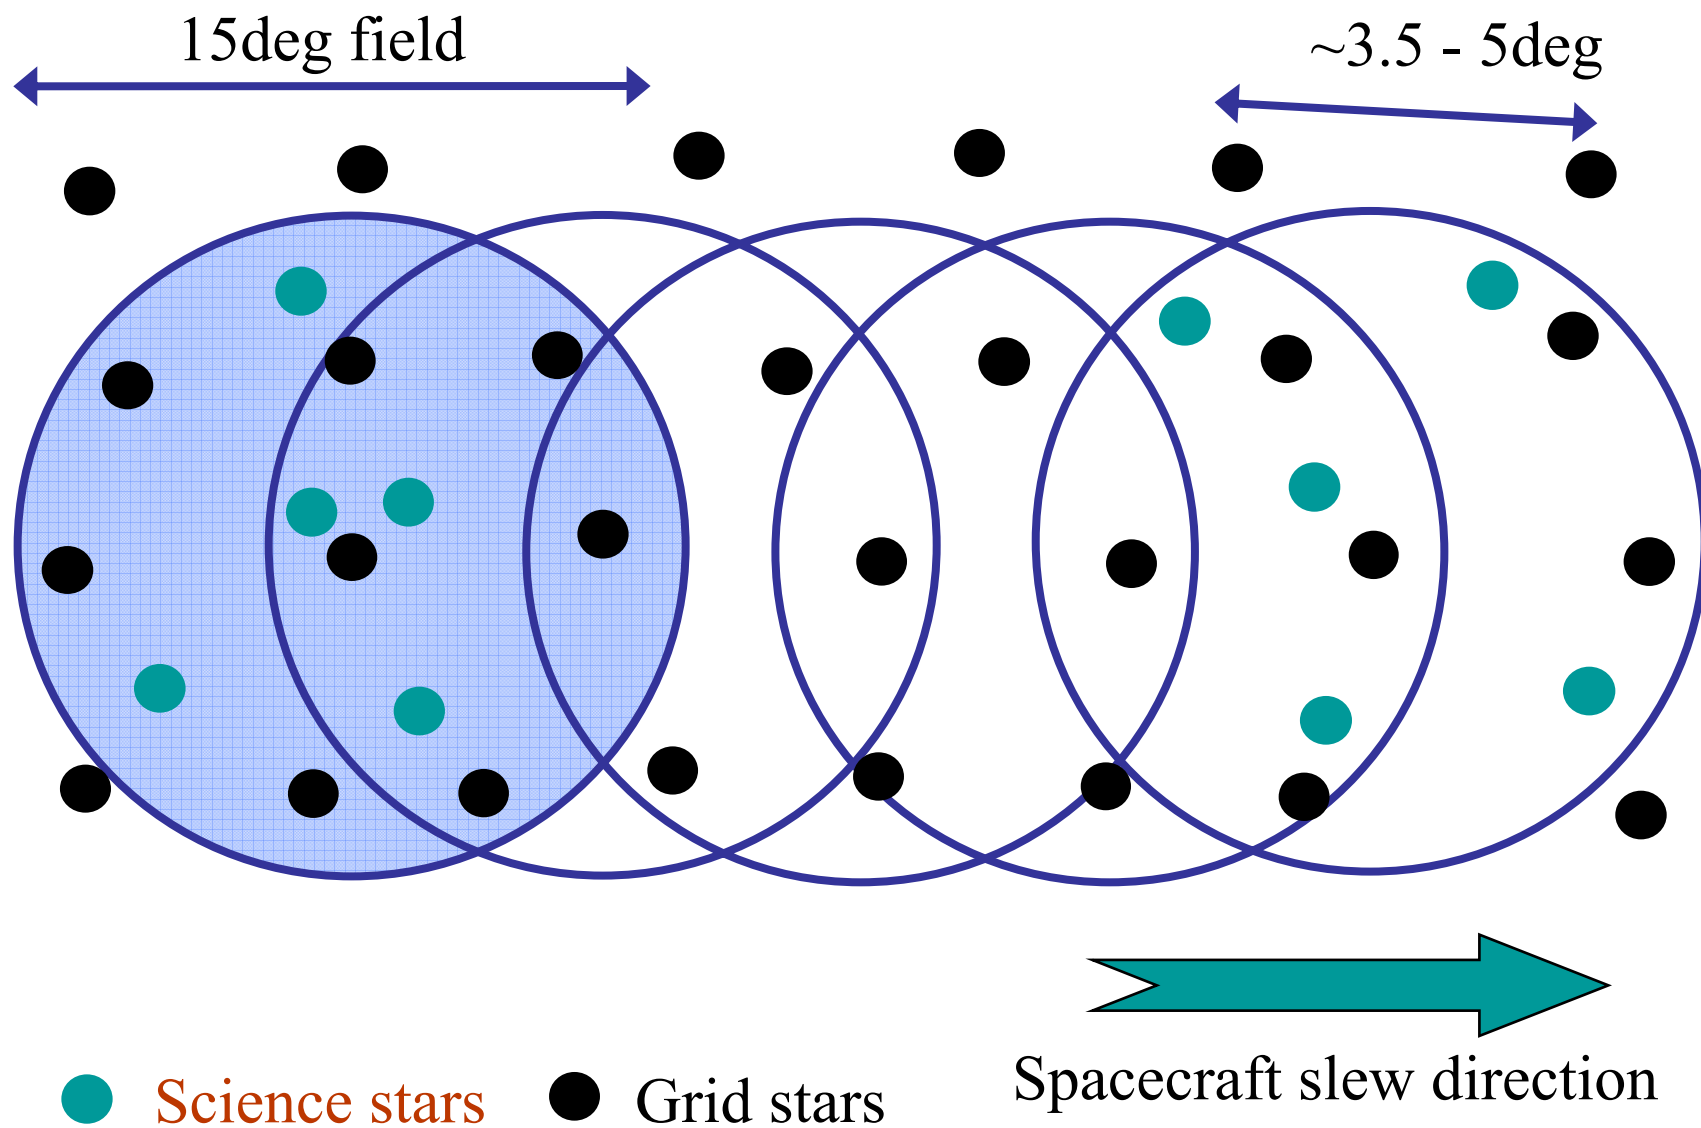 15deg field
~3.5 - 5deg
Spacecraft slew direction
Science stars
Grid stars